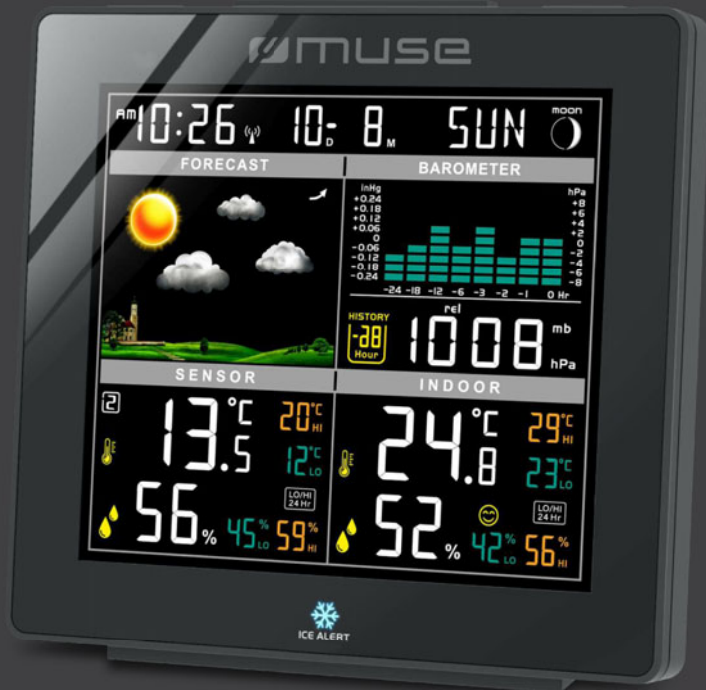 muse
AM 10:26 10-D 8M SUN moon
FORECAST
BAROMETER
inHg
+0.24
+0.18
+0.12
+0.06
0
-0.06
-0.12
-0.18
-0.24
hPa
+8
+6
+4
+2
0
-2
-4
-6
-8
-24 -18 -12 -6 -3 -2 -1 0 Hr
HISTORY
Hour
rel
1008 mb
hPa
SENSOR
2
13.5 °C
20 °C HI
12 °C LO
LO/HI
24 Hr
56 % 45 % LO 59 % HI
INDOOR
24.8 °C
29 °C HI
23 °C LO
LO/HI
24 Hr
52 % 42 % LO 56 % HI
ICE ALERT